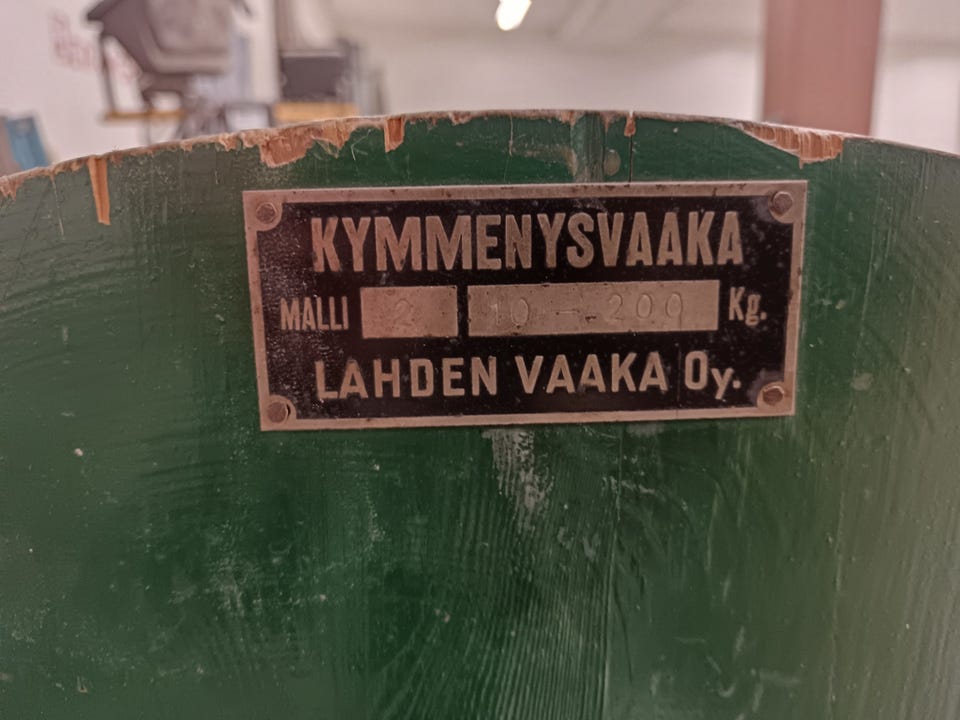 KYMMENYSVAAKA
MALLI 2 10 - 200 Kg.
LAHDEN VAAKA Oy.